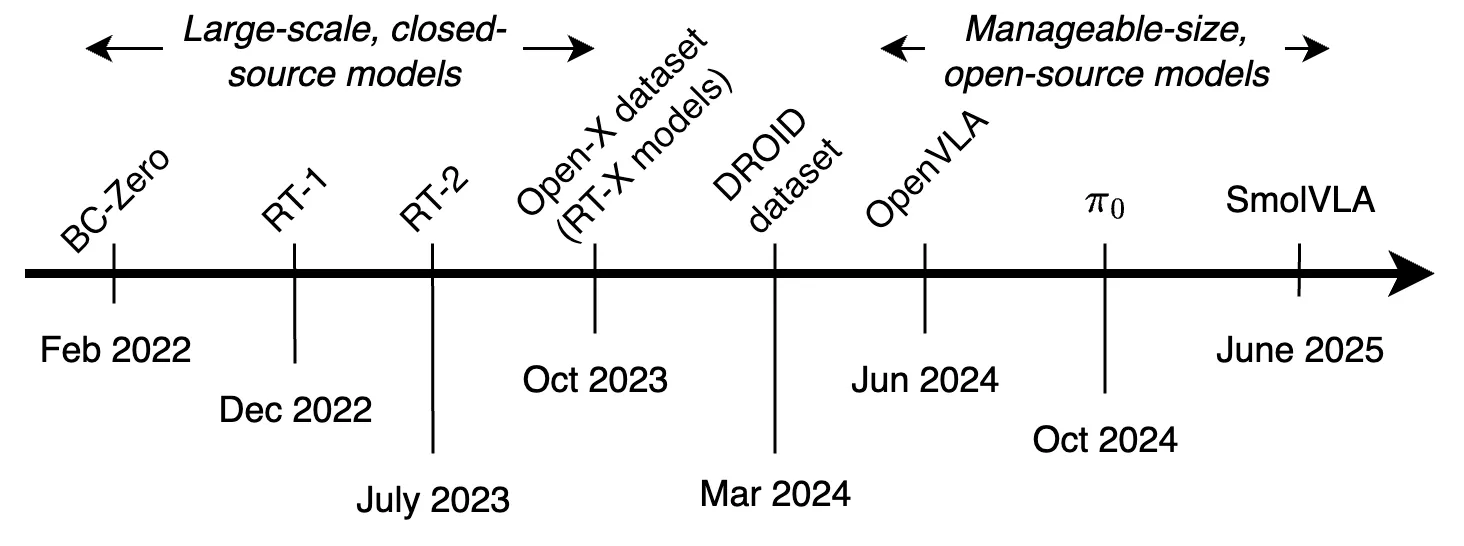 Large-scale, closed-
source models
Manageable-size,
open-source models
BC-Zero
RT-1
RT-2
Open-X dataset
(RT-X models)
DROID
dataset
OpenVLA
π₀
SmolVLA
Feb 2022
Dec 2022
July 2023
Oct 2023
Mar 2024
Jun 2024
Oct 2024
June 2025